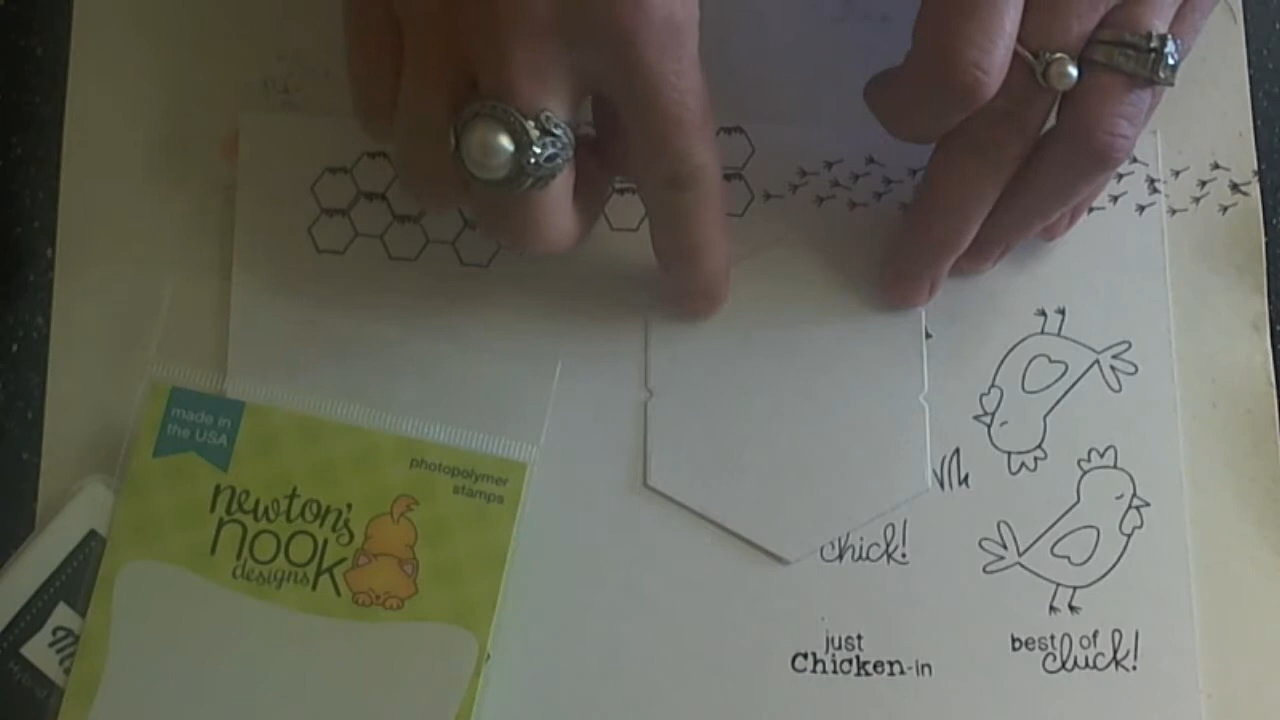 made in
the USA
photopolymer
stamps
newton's
nook
designs
chick!
just
Chicken-in
best of
cluck!